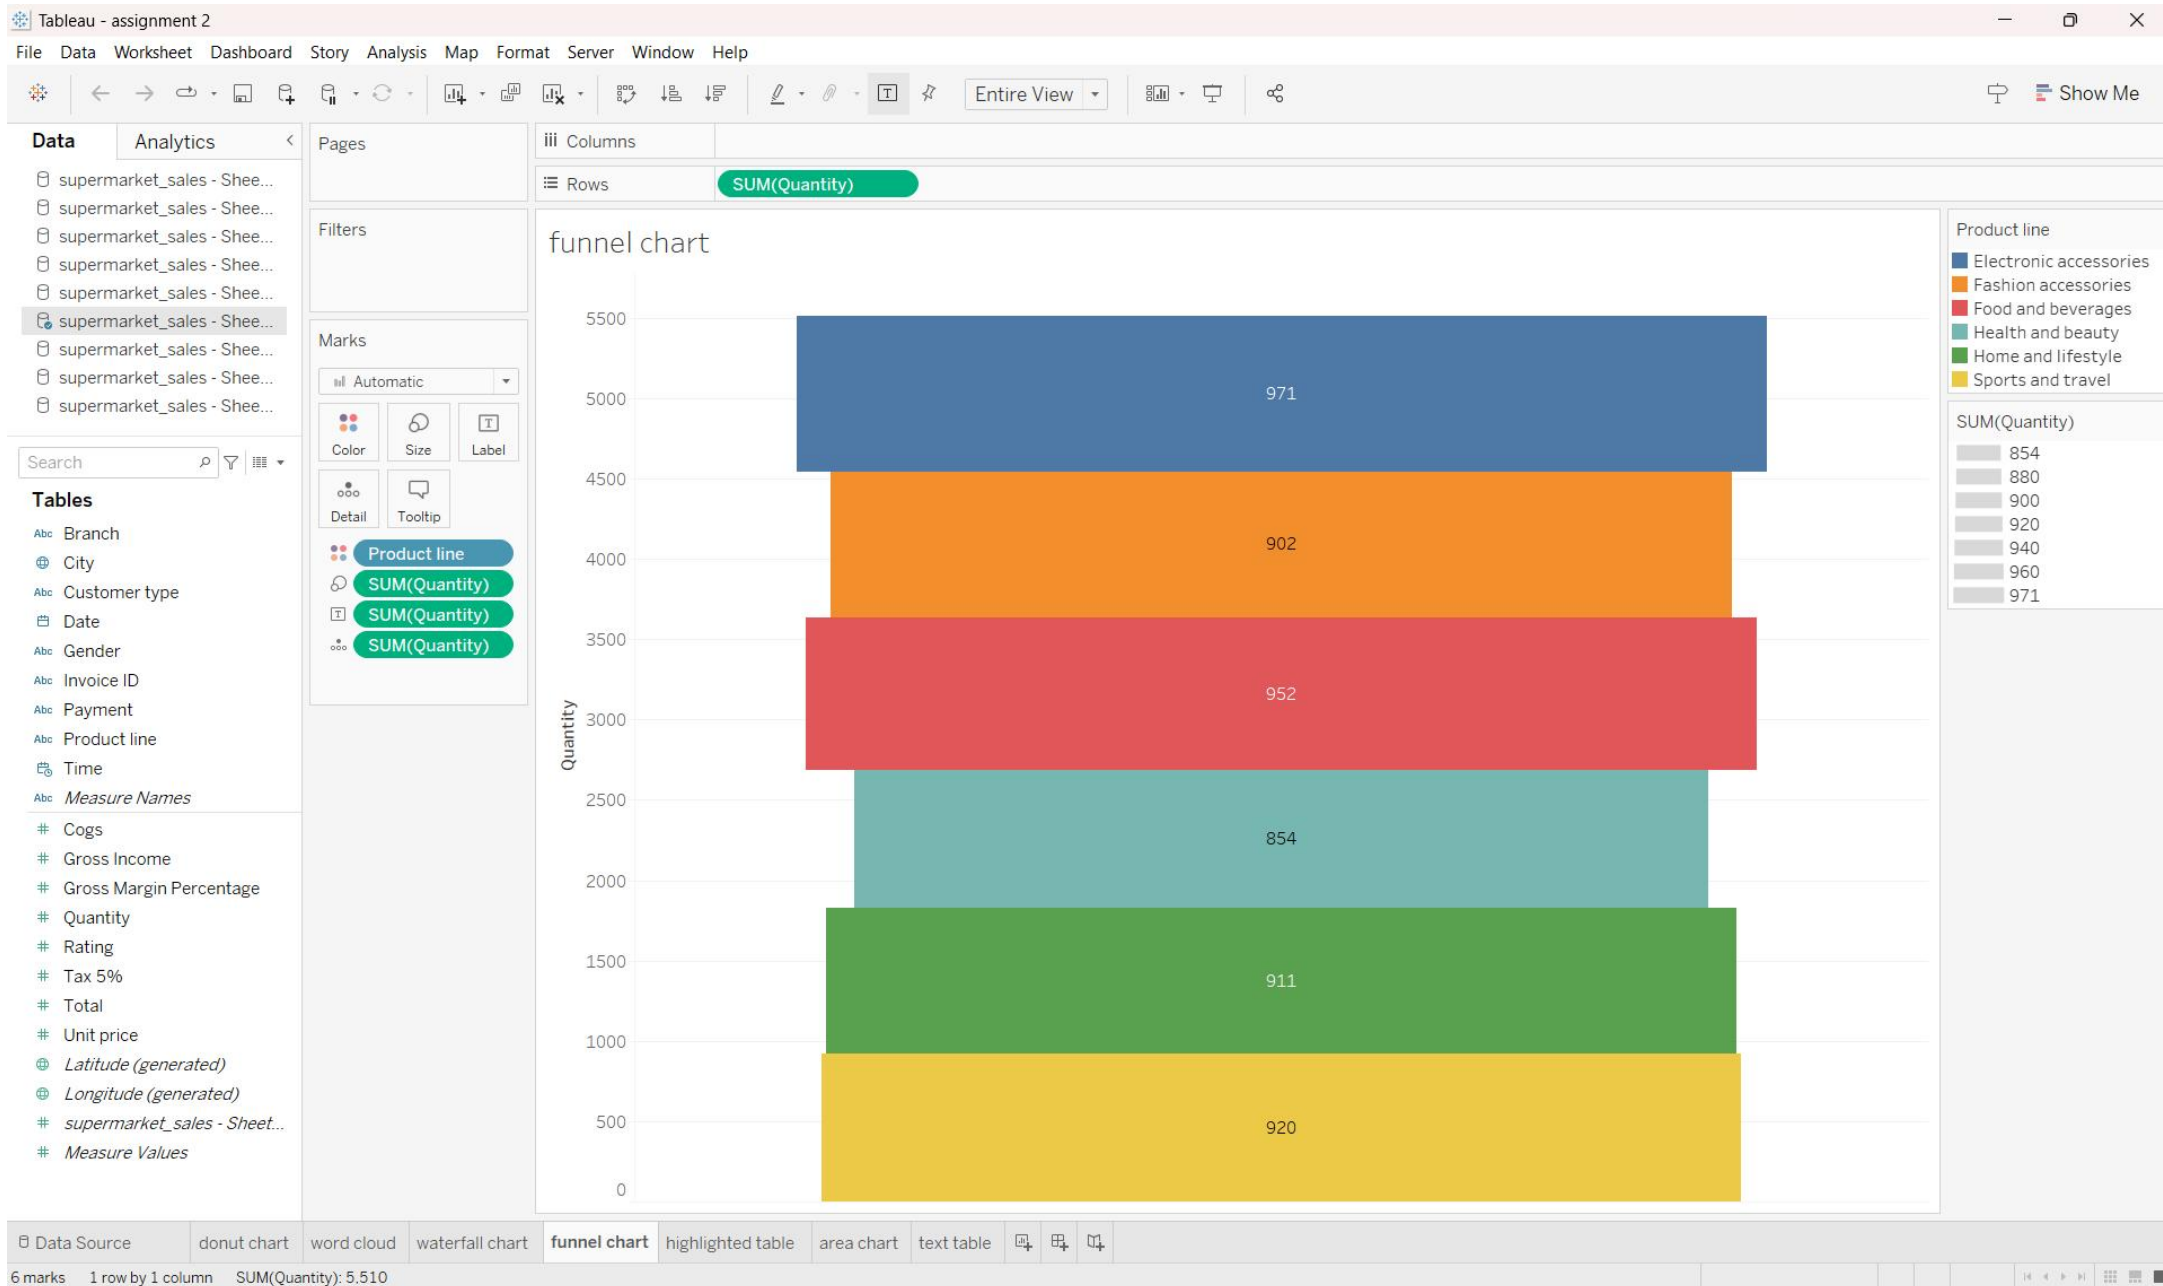 Tableau - assignment 2
File Data Worksheet Dashboard Story Analysis Map Format Server Window Help
Entire View
Show Me
Data Analytics
supermarket_sales - Shee...
supermarket_sales - Shee...
supermarket_sales - Shee...
supermarket_sales - Shee...
supermarket_sales - Shee...
supermarket_sales - Shee...
supermarket_sales - Shee...
supermarket_sales - Shee...
supermarket_sales - Shee...
Search
Tables
Abc Branch
City
Abc Customer type
Date
Abc Gender
Abc Invoice ID
Abc Payment
Abc Product line
Time
Abc Measure Names
# Cogs
# Gross Income
# Gross Margin Percentage
# Quantity
# Rating
# Tax 5%
# Total
# Unit price
Latitude (generated)
Longitude (generated)
# supermarket_sales - Sheet...
# Measure Values
Pages
Filters
Marks
Automatic
Color Size T Label
Detail Tooltip
Product line
SUM(Quantity)
T SUM(Quantity)
SUM(Quantity)
iii Columns
Rows SUM(Quantity)
funnel chart
Quantity
5500
5000
4500
4000
3500
3000
2500
2000
1500
1000
500
0
971
902
952
854
911
920
Product line
Electronic accessories
Fashion accessories
Food and beverages
Health and beauty
Home and lifestyle
Sports and travel
SUM(Quantity)
854
880
900
920
940
960
971
Data Source donut chart word cloud waterfall chart funnel chart highlighted table area chart text table
6 marks 1 row by 1 column SUM(Quantity): 5,510